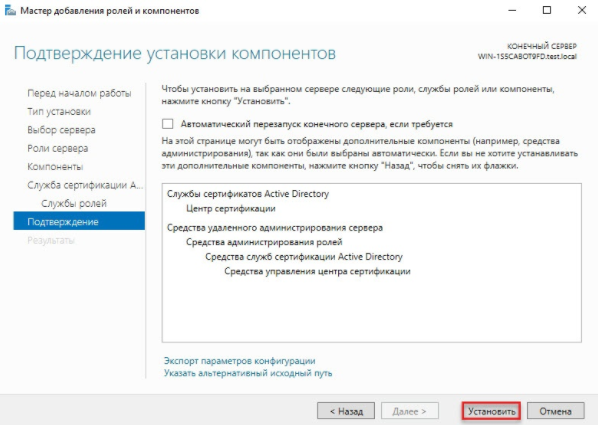 Мастер добавления ролей и компонентов
Подтверждение установки компонентов
КОНЕЧНЫЙ СЕРВЕР
WIN-1S5CABOT9FD.test.local
Перед началом работы
Тип установки
Выбор сервера
Роли сервера
Компоненты
Служба сертификации A...
Службы ролей
Подтверждение
Результаты
Чтобы установить на выбранном сервере следующие роли, службы ролей или компоненты,
нажмите кнопку "Установить".
Автоматический перезапуск конечного сервера, если требуется
На этой странице могут быть отображены дополнительные компоненты (например, средства
администрирования), так как они были выбраны автоматически. Если вы не хотите устанавливать
эти дополнительные компоненты, нажмите кнопку "Назад", чтобы снять их флажки.
Службы сертификатов Active Directory
Центр сертификации
Средства удаленного администрирования сервера
Средства администрирования ролей
Средства служб сертификации Active Directory
Средства управления центра сертификации
Экспорт параметров конфигурации
Указать альтернативный исходный путь
< Назад
Далее >
Установить
Отмена